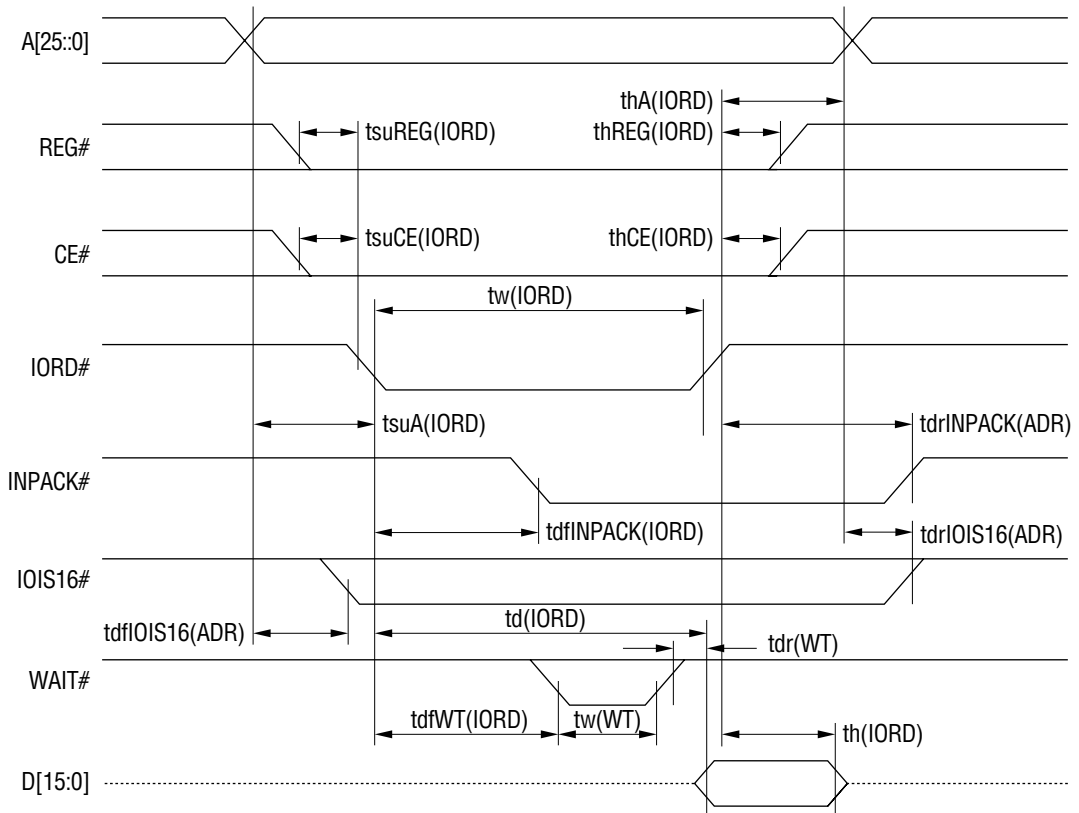 A[25::0]
thA(IORD)
tsuREG(IORD)
thREG(IORD)
REG#
tsuCE(IORD)
thCE(IORD)
CE#
tw(IORD)
IORD#
tsuA(IORD)
tdrINPACK(ADR)
INPACK#
tdfINPACK(IORD)
tdrIOIS16(ADR)
IOIS16#
td(IORD)
tdfIOIS16(ADR)
tdr(WT)
WAIT#
tdfWT(IORD)
tw(WT)
th(IORD)
D[15:0]